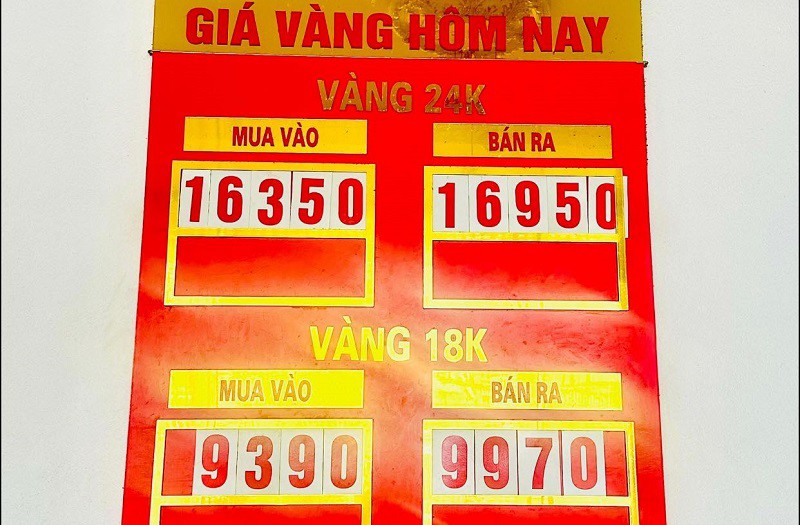 GIÁ VÀNG HÔM NAY
VÀNG 24K
MUA VÀO BÁN RA
16350 16950
VÀNG 18K
MUA VÀO BÁN RA
9390 9970